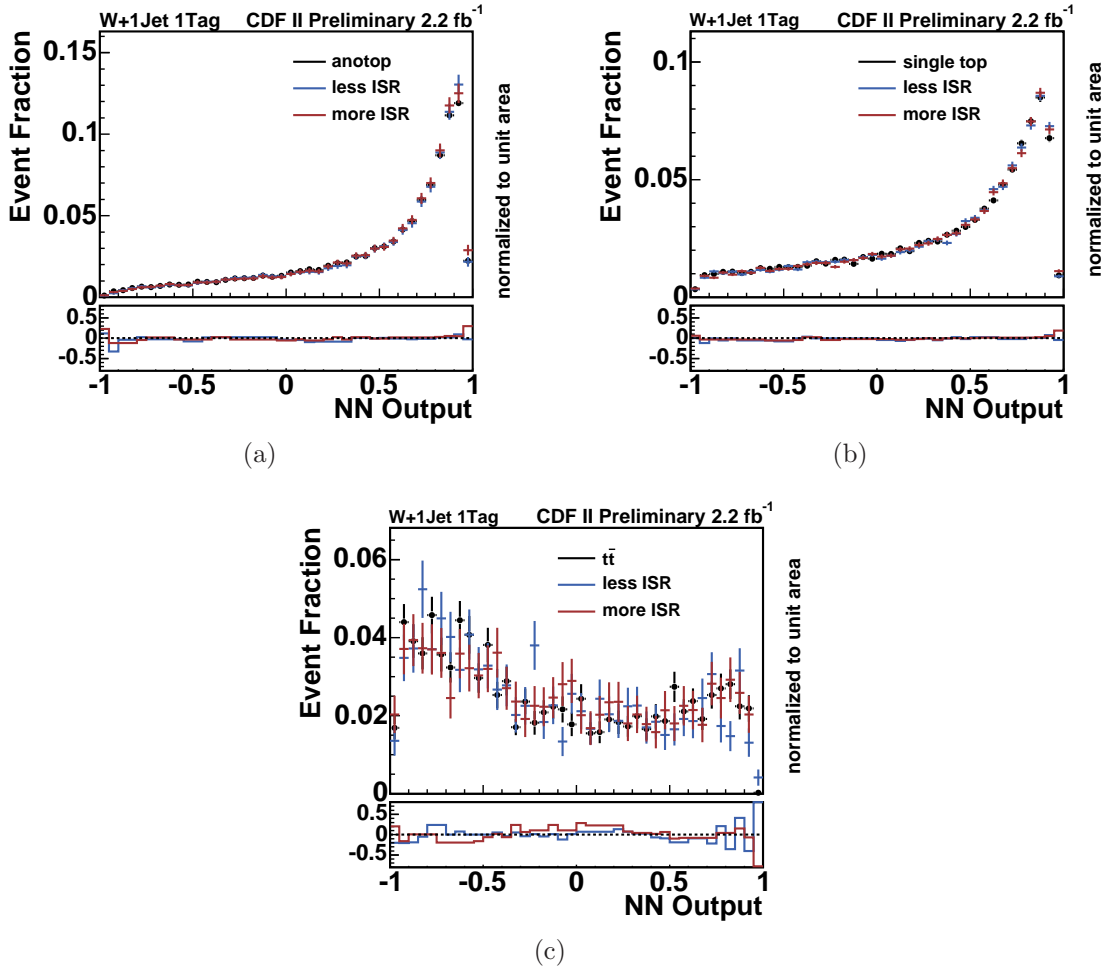 W+1Jet 1Tag CDF II Preliminary 2.2 fb-1
Event Fraction
0.15
0.1
0.05
0
anotop
less ISR
more ISR
normalized to unit area
0.5
0
-0.5
-1 -0.5 0 0.5 1
NN Output
(a)
W+1Jet 1Tag CDF II Preliminary 2.2 fb-1
Event Fraction
0.1
0.05
0
single top
less ISR
more ISR
normalized to unit area
0.5
0
-0.5
-1 -0.5 0 0.5 1
NN Output
(b)
W+1Jet 1Tag CDF II Preliminary 2.2 fb-1
Event Fraction
0.06
0.04
0.02
0
tt̄
less ISR
more ISR
normalized to unit area
0.5
0
-0.5
-1 -0.5 0 0.5 1
NN Output
(c)